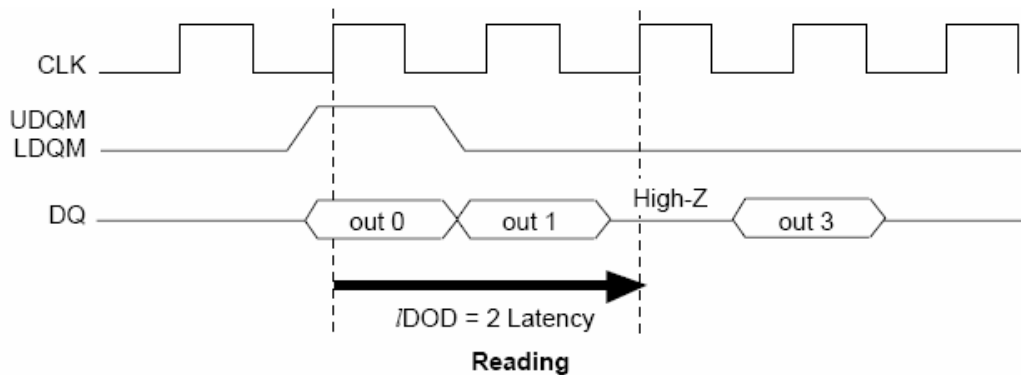 CLK
UDQM
LDQM
High-Z
DQ out 0 out 1 out 3
lDOD = 2 Latency
Reading